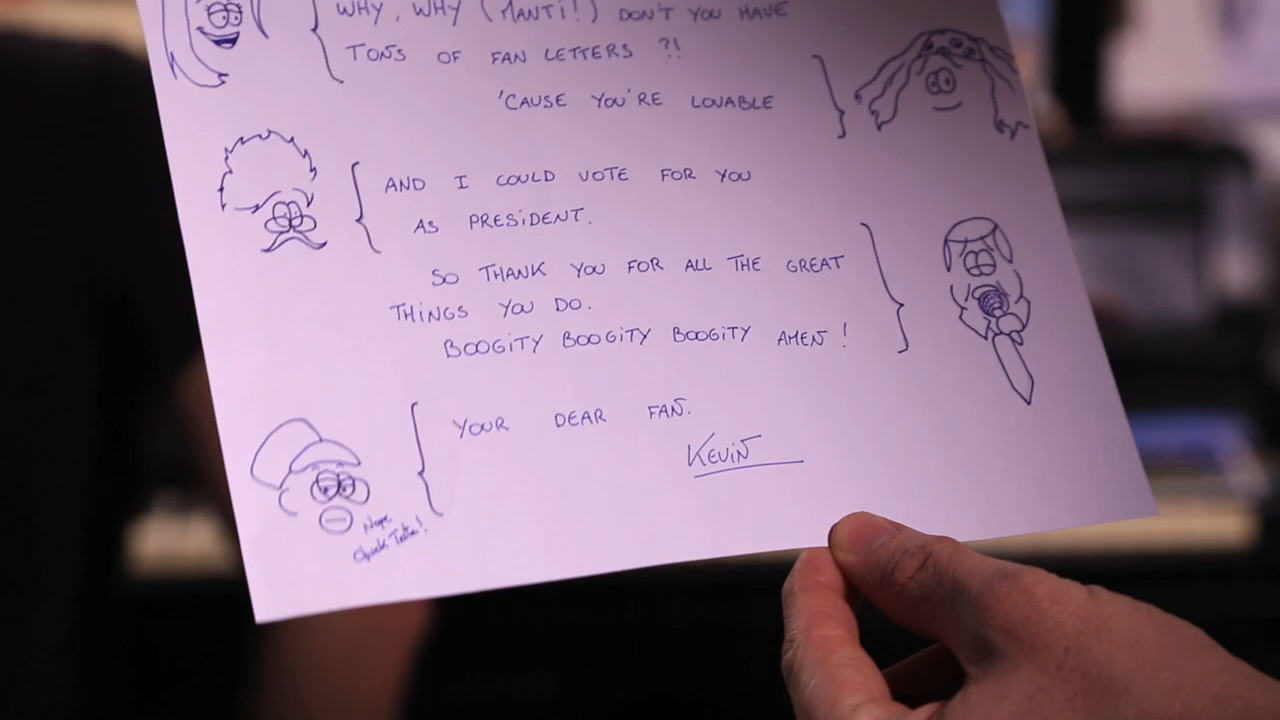 WHY, WHY (MANTI!) DON'T YOU HAVE
TONS OF FAN LETTERS ?!
'CAUSE YOU'RE LOVABLE
AND I COULD VOTE FOR YOU
AS PRESIDENT.
SO THANK YOU FOR ALL THE GREAT
THINGS YOU DO.
BOOGITY BOOGITY BOOGITY AMEN !
YOUR DEAR FAN.
KEVIN
Nope
Chuck Testa!